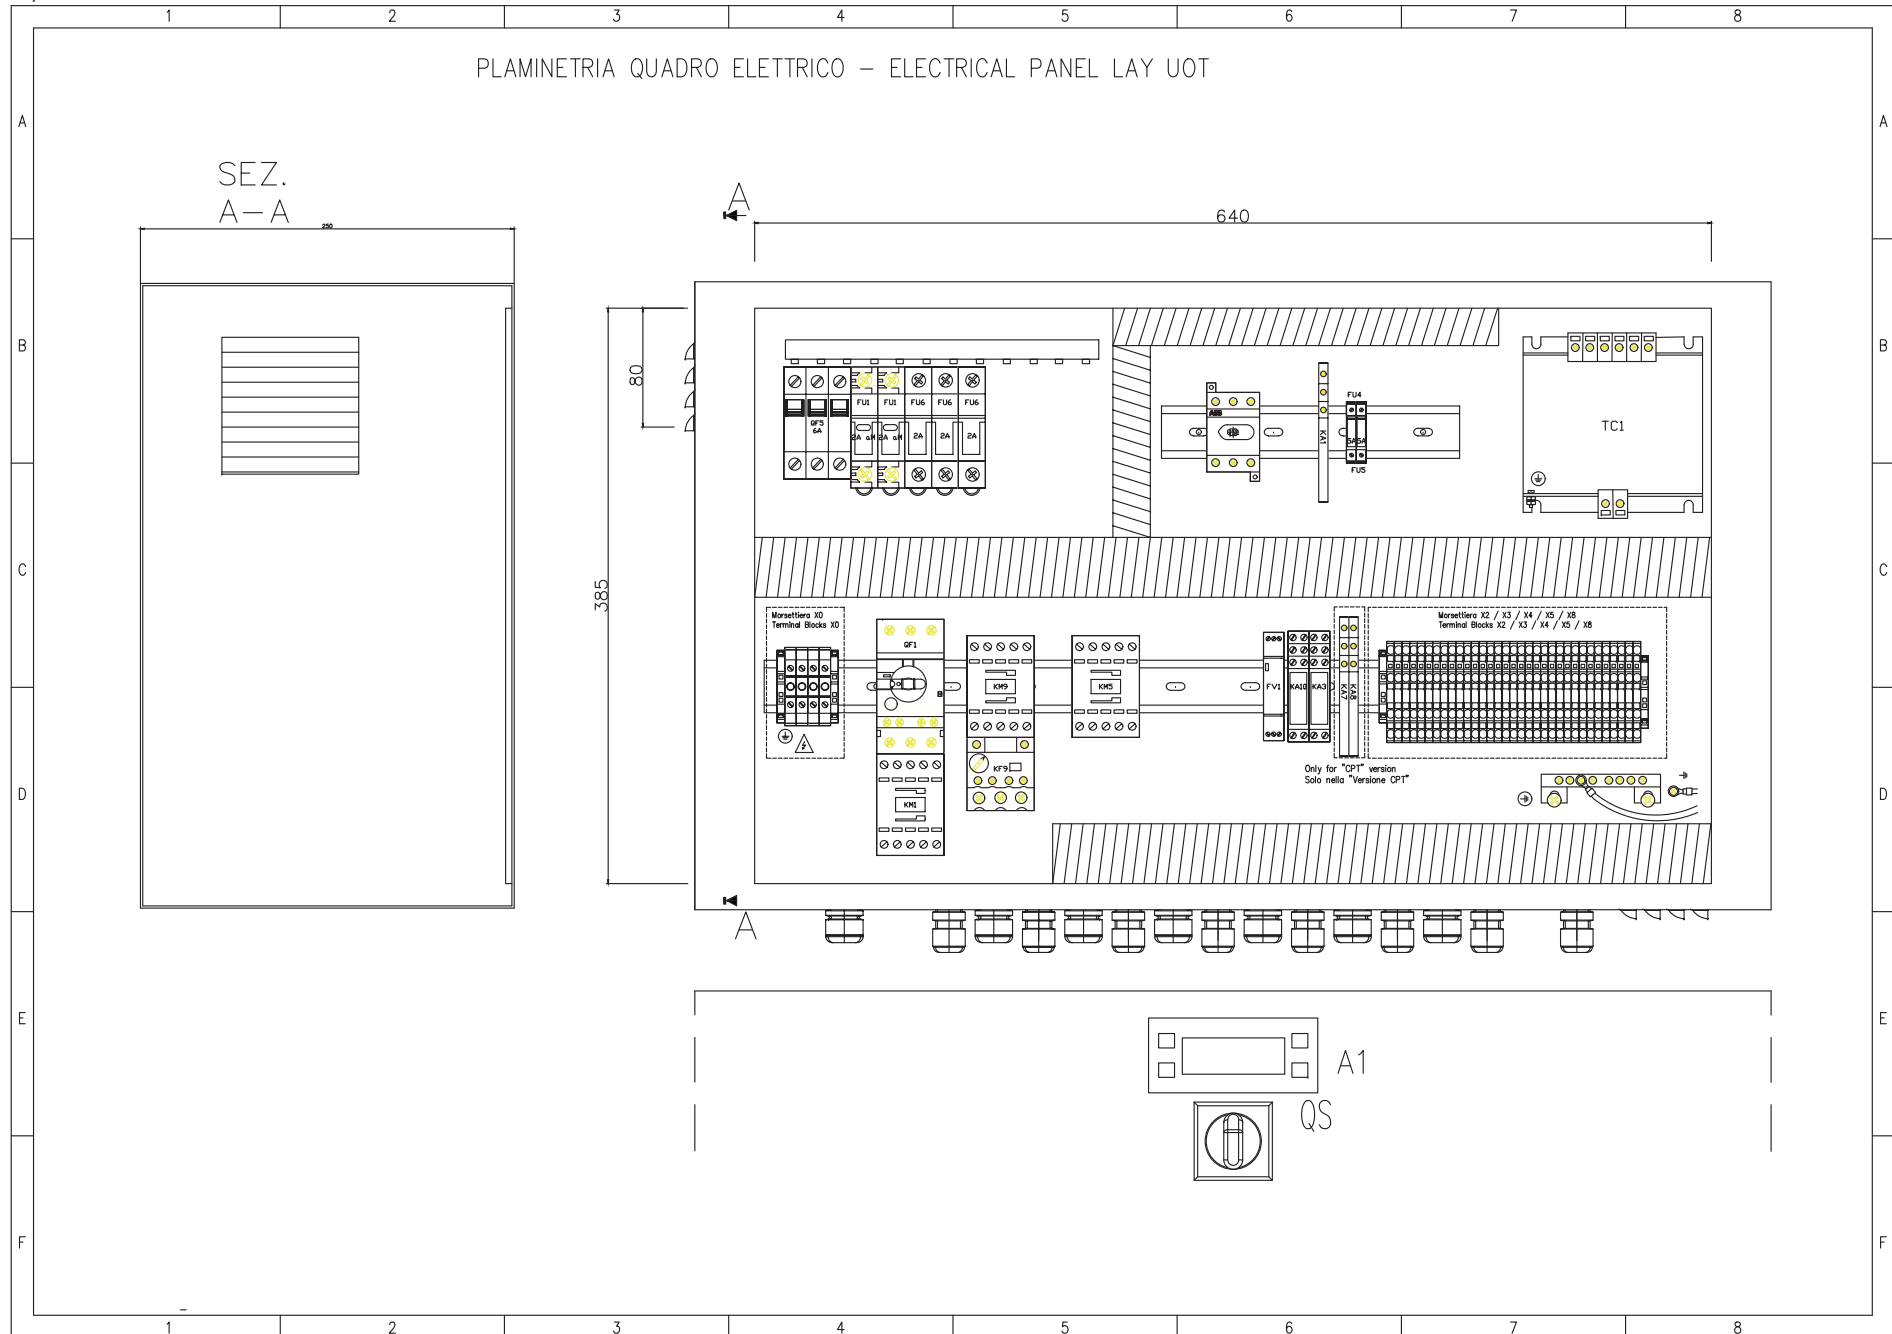 1 2 3 4 5 6 7 8
PLAMINETRIA QUADRO ELETTRICO – ELECTRICAL PANEL LAY UOT
A A
SEZ.
A–A
A
250
640
B B
80
FU1 FU1 FU6 FU6 FU6
QF5
6A
2A aM 2A aM 2A 2A 2A
ABB
KA1
FU4
5A 5A
FU5
TC1
C C
385
Morsettiera X0
Terminal Blocks X0
QF1
KM9
KM5
FV1
KA10 KA3
KA7 KA8
Morsettiera X2 / X3 / X4 / X5 / X8
Terminal Blocks X2 / X3 / X4 / X5 / X8
D D
KF9
KM1
Only for "CPT" version
Solo nella "Versione CPT"
A
E E
A1
QS
F F
1 2 3 4 5 6 7 8